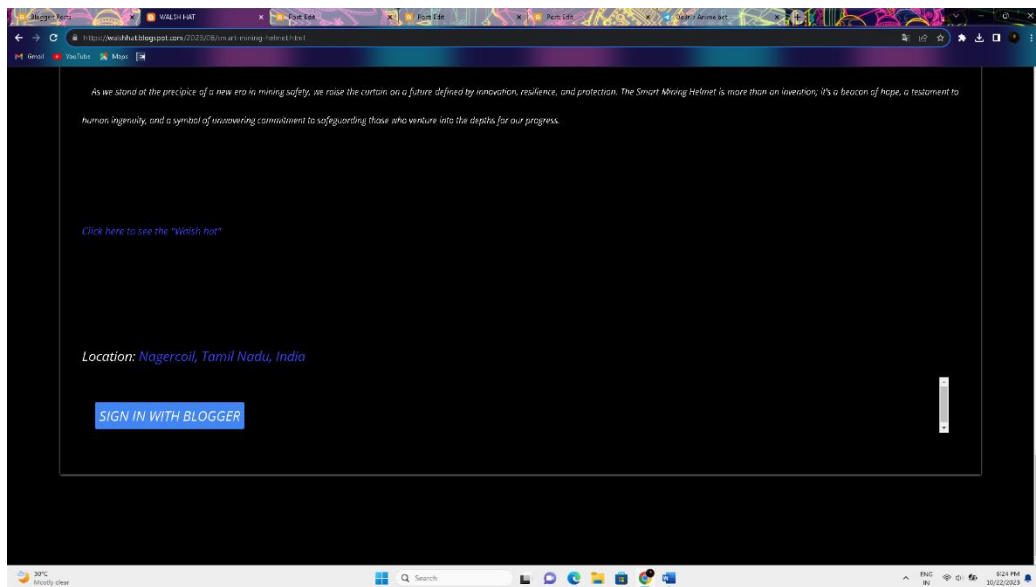 WALSH HAT
Post Edit
Post Edit
Post Edit
https://walshhat.blogspot.com/2023/08/smart-mining-helmet.html
Gmail YouTube Maps
As we stand at the precipice of a new era in mining safety, we raise the curtain on a future defined by innovation, resilience, and protection. The Smart Mining Helmet is more than an invention; it's a beacon of hope, a testament to
human ingenuity, and a symbol of unwavering commitment to safeguarding those who venture into the depths for our progress.
Click here to see the "Walsh hat"
Location: Nagercoil, Tamil Nadu, India
SIGN IN WITH BLOGGER
30°C
Mostly clear
Search
ENG
IN
9:24 PM
10/22/2023